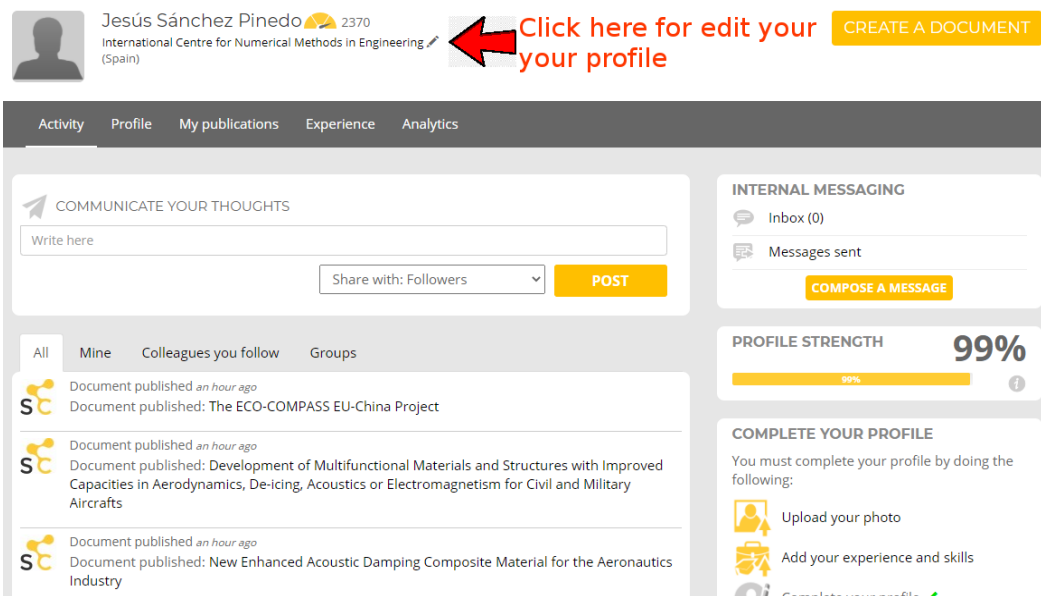 Jesús Sánchez Pinedo 2370
International Centre for Numerical Methods in Engineering
(Spain)
Click here for edit your
your profile
CREATE A DOCUMENT
Activity Profile My publications Experience Analytics
COMMUNICATE YOUR THOUGHTS
Write here
Share with: Followers
POST
All Mine Colleagues you follow Groups
SC
Document published an hour ago
Document published: The ECO-COMPASS EU-China Project
SC
Document published an hour ago
Document published: Development of Multifunctional Materials and Structures with Improved
Capacities in Aerodynamics, De-icing, Acoustics or Electromagnetism for Civil and Military
Aircrafts
SC
Document published an hour ago
Document published: New Enhanced Acoustic Damping Composite Material for the Aeronautics
Industry
INTERNAL MESSAGING
Inbox (0)
Messages sent
COMPOSE A MESSAGE
PROFILE STRENGTH 99%
99%
i
COMPLETE YOUR PROFILE
You must complete your profile by doing the
following:
Upload your photo
Add your experience and skills
Complete your profile